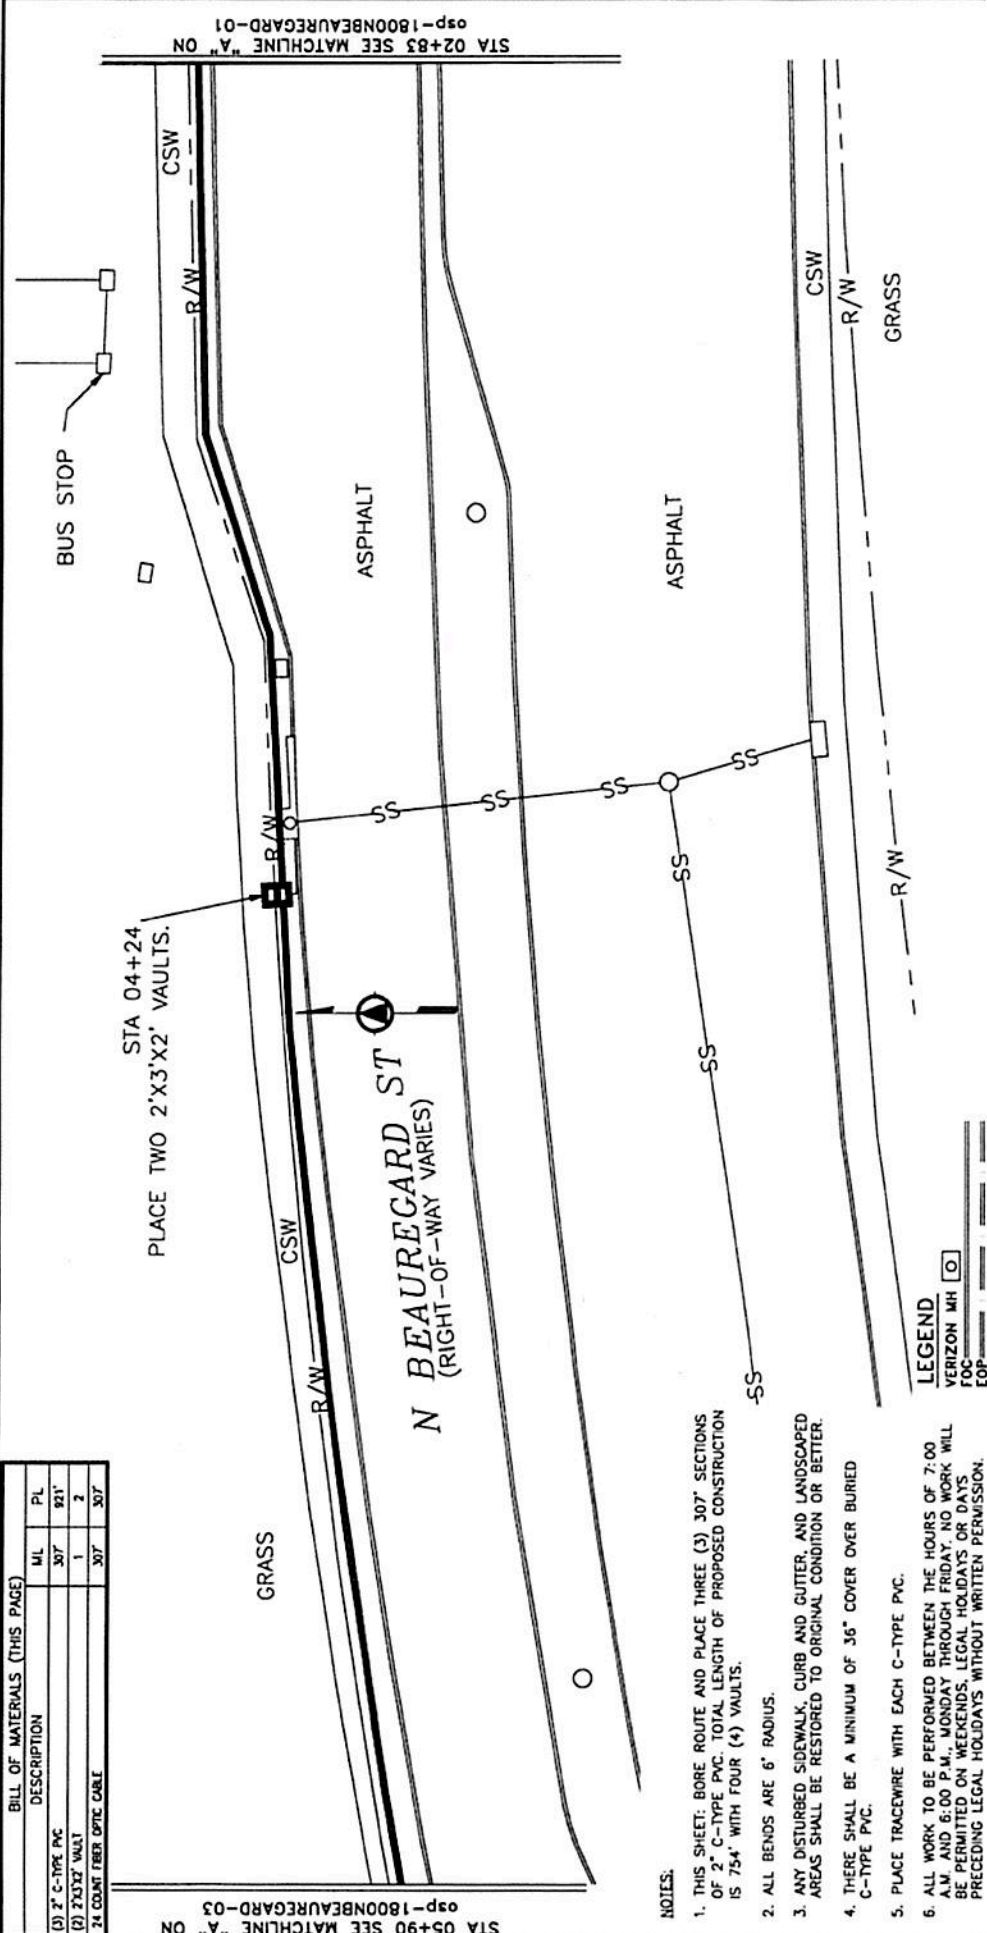 BILL OF MATERIALS (THIS PAGE)
DESCRIPTION ML PL
(3) 2" C-TYPE PVC 307' 921'
(2) 2'X3'X2' VAULT 1 2
24 COUNT FIBER OPTIC CABLE 307' 307'
STA 05+90 SEE MATCHLINE "A" ON
osp-1800NBEAUREGARD-03
STA 02+83 SEE MATCHLINE "A" ON
osp-1800NBEAUREGARD-01
STA 04+24
PLACE TWO 2'X3'X2' VAULTS.
BUS STOP
GRASS
CSW
CSW
R/W
R/W
R/W
N BEAUREGARD ST
(RIGHT-OF-WAY VARIES)
ASPHALT
ASPHALT
SS
SS
SS
SS
SS
SS
SS
CSW
R/W
R/W
GRASS
NOTES:
1. THIS SHEET: BORE ROUTE AND PLACE THREE (3) 307' SECTIONS
OF 2" C-TYPE PVC. TOTAL LENGTH OF PROPOSED CONSTRUCTION
IS 754' WITH FOUR (4) VAULTS.
2. ALL BENDS ARE 6' RADIUS.
3. ANY DISTURBED SIDEWALK, CURB AND GUTTER, AND LANDSCAPED
AREAS SHALL BE RESTORED TO ORIGINAL CONDITION OR BETTER.
4. THERE SHALL BE A MINIMUM OF 36" COVER OVER BURIED
C-TYPE PVC.
5. PLACE TRACEWIRE WITH EACH C-TYPE PVC.
6. ALL WORK TO BE PERFORMED BETWEEN THE HOURS OF 7:00
A.M. AND 6:00 P.M., MONDAY THROUGH FRIDAY. NO WORK WILL
BE PERMITTED ON WEEKENDS, LEGAL HOLIDAYS OR DAYS
PRECEDING LEGAL HOLIDAYS WITHOUT WRITTEN PERMISSION.
LEGEND
VERIZON MH
FOC
EOP